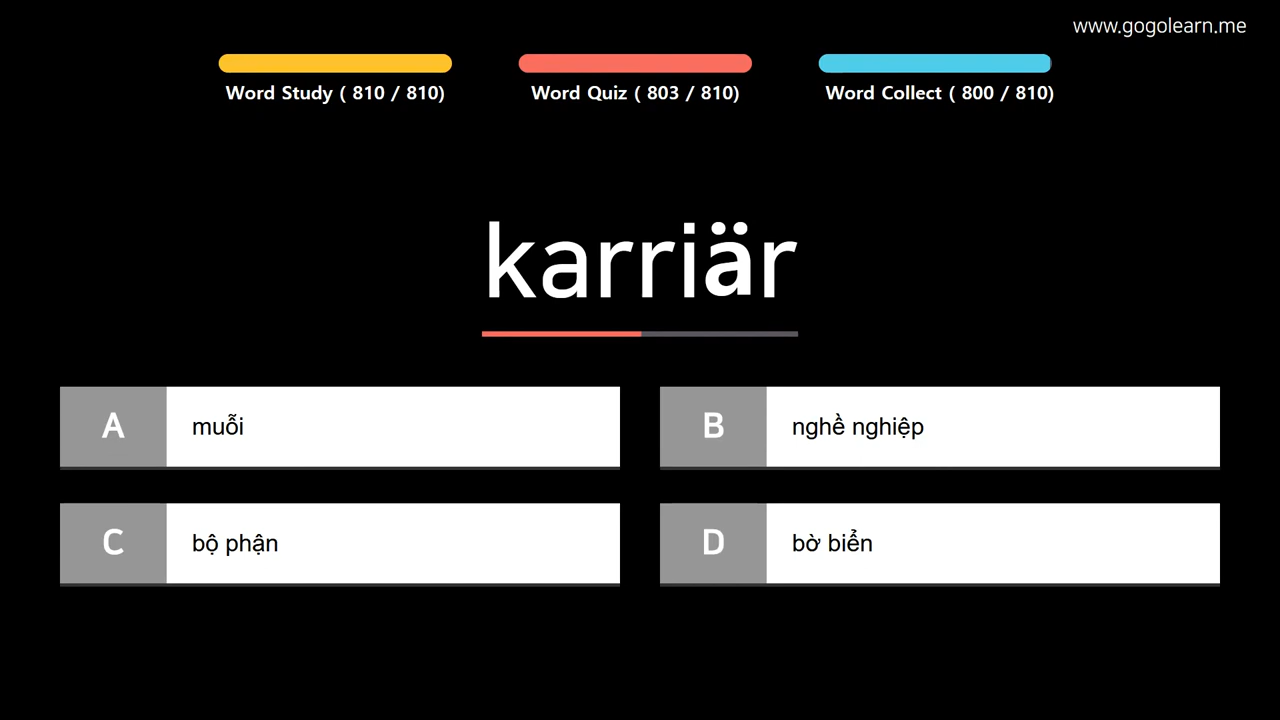 www.gogolearn.me
Word Study ( 810 / 810)
Word Quiz ( 803 / 810)
Word Collect ( 800 / 810)
karriär
A
muỗi
B
nghề nghiệp
C
bộ phận
D
bờ biển